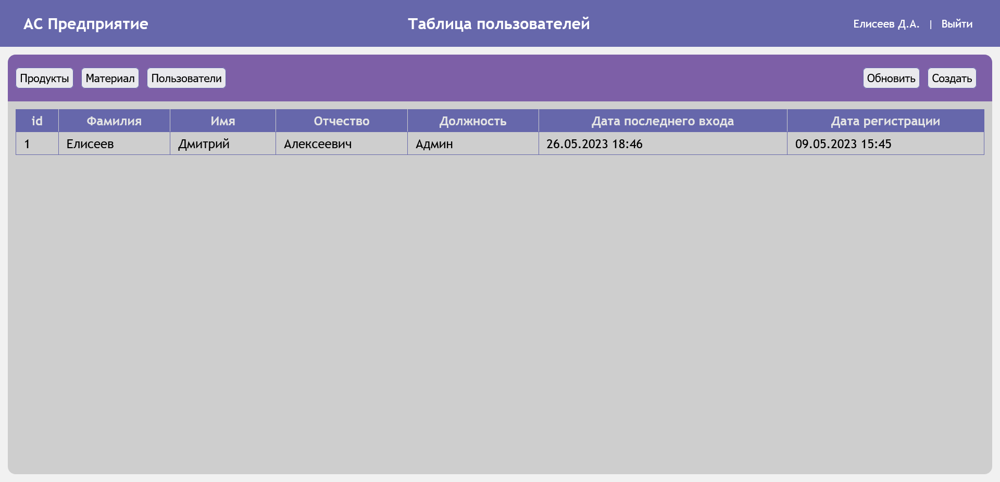 АС Предприятие Таблица пользователей Елисеев Д.А. | Выйти
Продукты Материал Пользователи Обновить Создать
id Фамилия Имя Отчество Должность Дата последнего входа Дата регистрации
1 Елисеев Дмитрий Алексеевич Админ 26.05.2023 18:46 09.05.2023 15:45